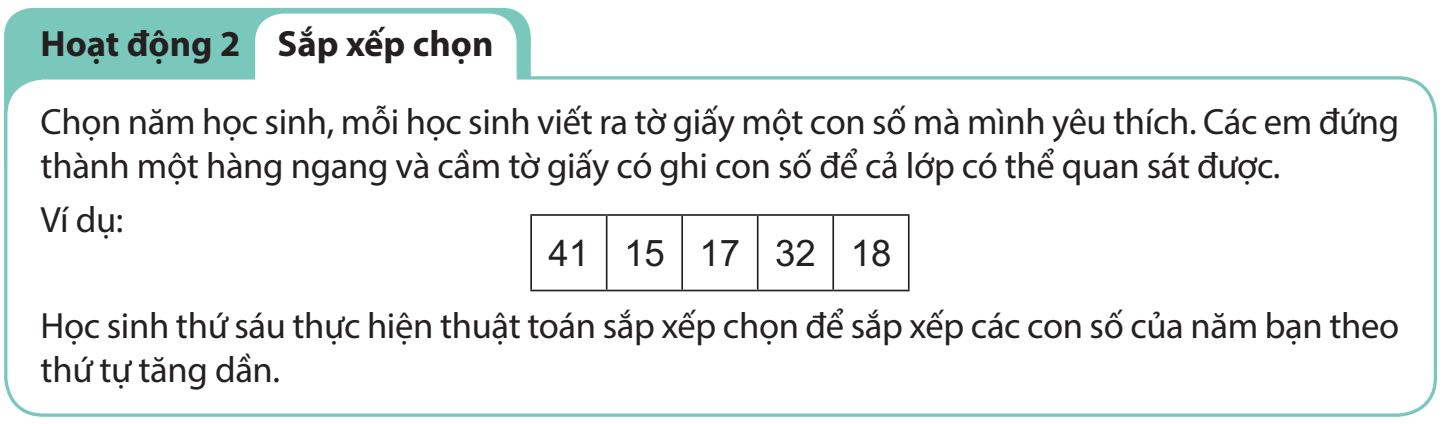 Hoạt động 2 Sắp xếp chọn
Chọn năm học sinh, mỗi học sinh viết ra tờ giấy một con số mà mình yêu thích. Các em đứng
thành một hàng ngang và cầm tờ giấy có ghi con số để cả lớp có thể quan sát được.
Ví dụ:
41 15 17 32 18
Học sinh thứ sáu thực hiện thuật toán sắp xếp chọn để sắp xếp các con số của năm bạn theo
thứ tự tăng dần.